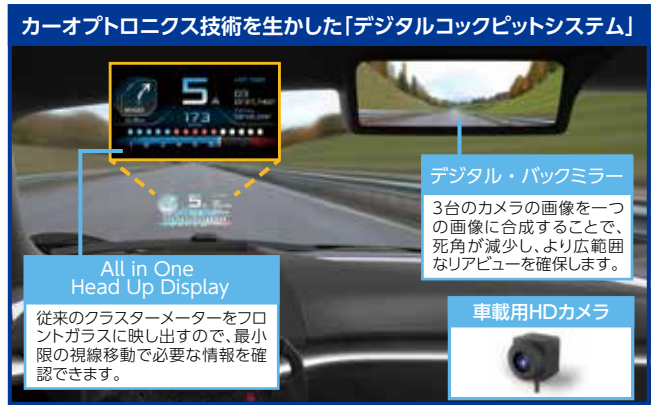 カーオプトロニクス技術を生かした「デジタルコックピットシステム」
5 A
173
デジタル・バックミラー
3台のカメラの画像を一つ
の画像に合成することで、
死角が減少し、より広範囲
なリアビューを確保します。
All in One
Head Up Display
従来のクラスターメーターをフロ
ントガラスに映し出すので、最小
限の視線移動で必要な情報を確
認できます。
車載用HDカメラ